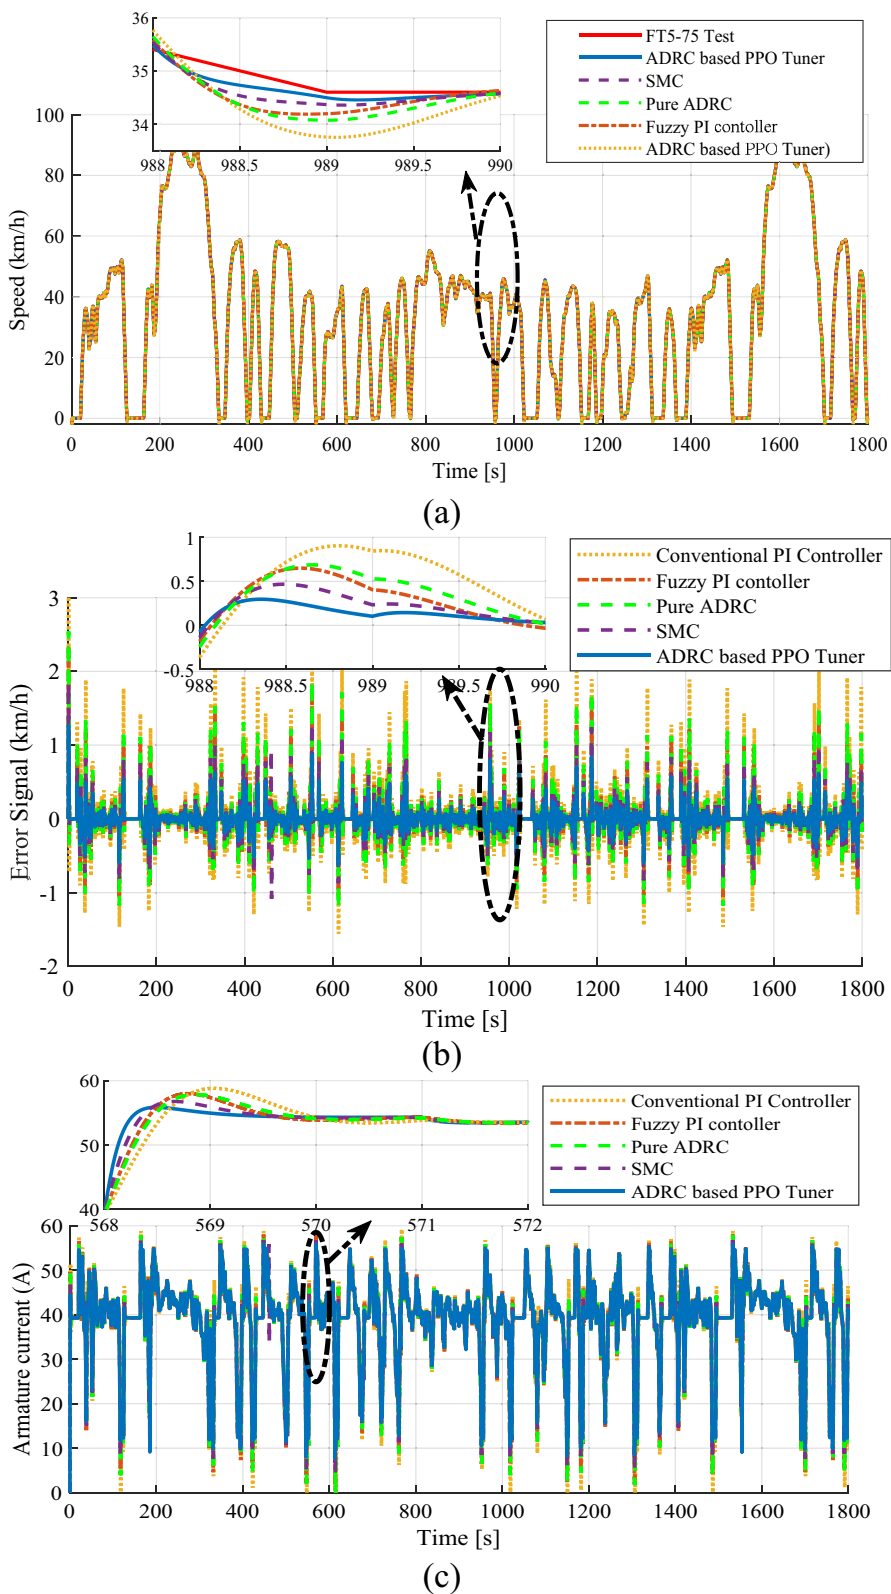 36
35
34
988
988.5
989
989.5
990
FT5-75 Test
ADRC based PPO Tuner
SMC
Pure ADRC
Fuzzy PI contoller
ADRC based PPO Tuner)
100
80
60
40
20
0
Speed (km/h)
0 200 400 600 800 1000 1200 1400 1600 1800
Time [s]
(a)
1
0.5
0
-0.5
988 988.5 989 989.5 990
Conventional PI Controller
Fuzzy PI contoller
Pure ADRC
SMC
ADRC based PPO Tuner
3
2
1
0
-1
-2
Error Signal (km/h)
0 200 400 600 800 1000 1200 1400 1600 1800
Time [s]
(b)
60
50
40
568 569 570 571 572
Conventional PI Controller
Fuzzy PI contoller
Pure ADRC
SMC
ADRC based PPO Tuner
60
50
40
30
20
10
0
Armature current (A)
0 200 400 600 800 1000 1200 1400 1600 1800
Time [s]
(c)